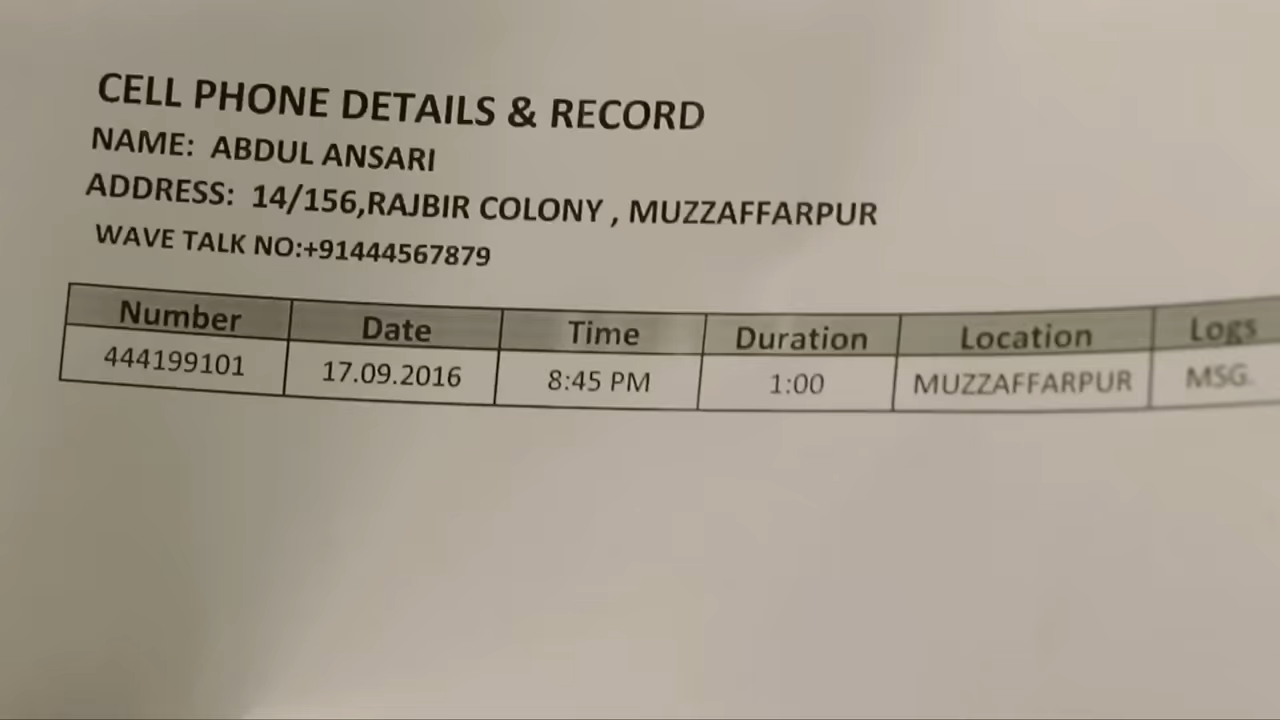 CELL PHONE DETAILS & RECORD
NAME: ABDUL ANSARI
ADDRESS: 14/156,RAJBIR COLONY , MUZZAFFARPUR
WAVE TALK NO:+91444567879
Number Date Time Duration Location Logs
444199101 17.09.2016 8:45 PM 1:00 MUZZAFFARPUR MSG.